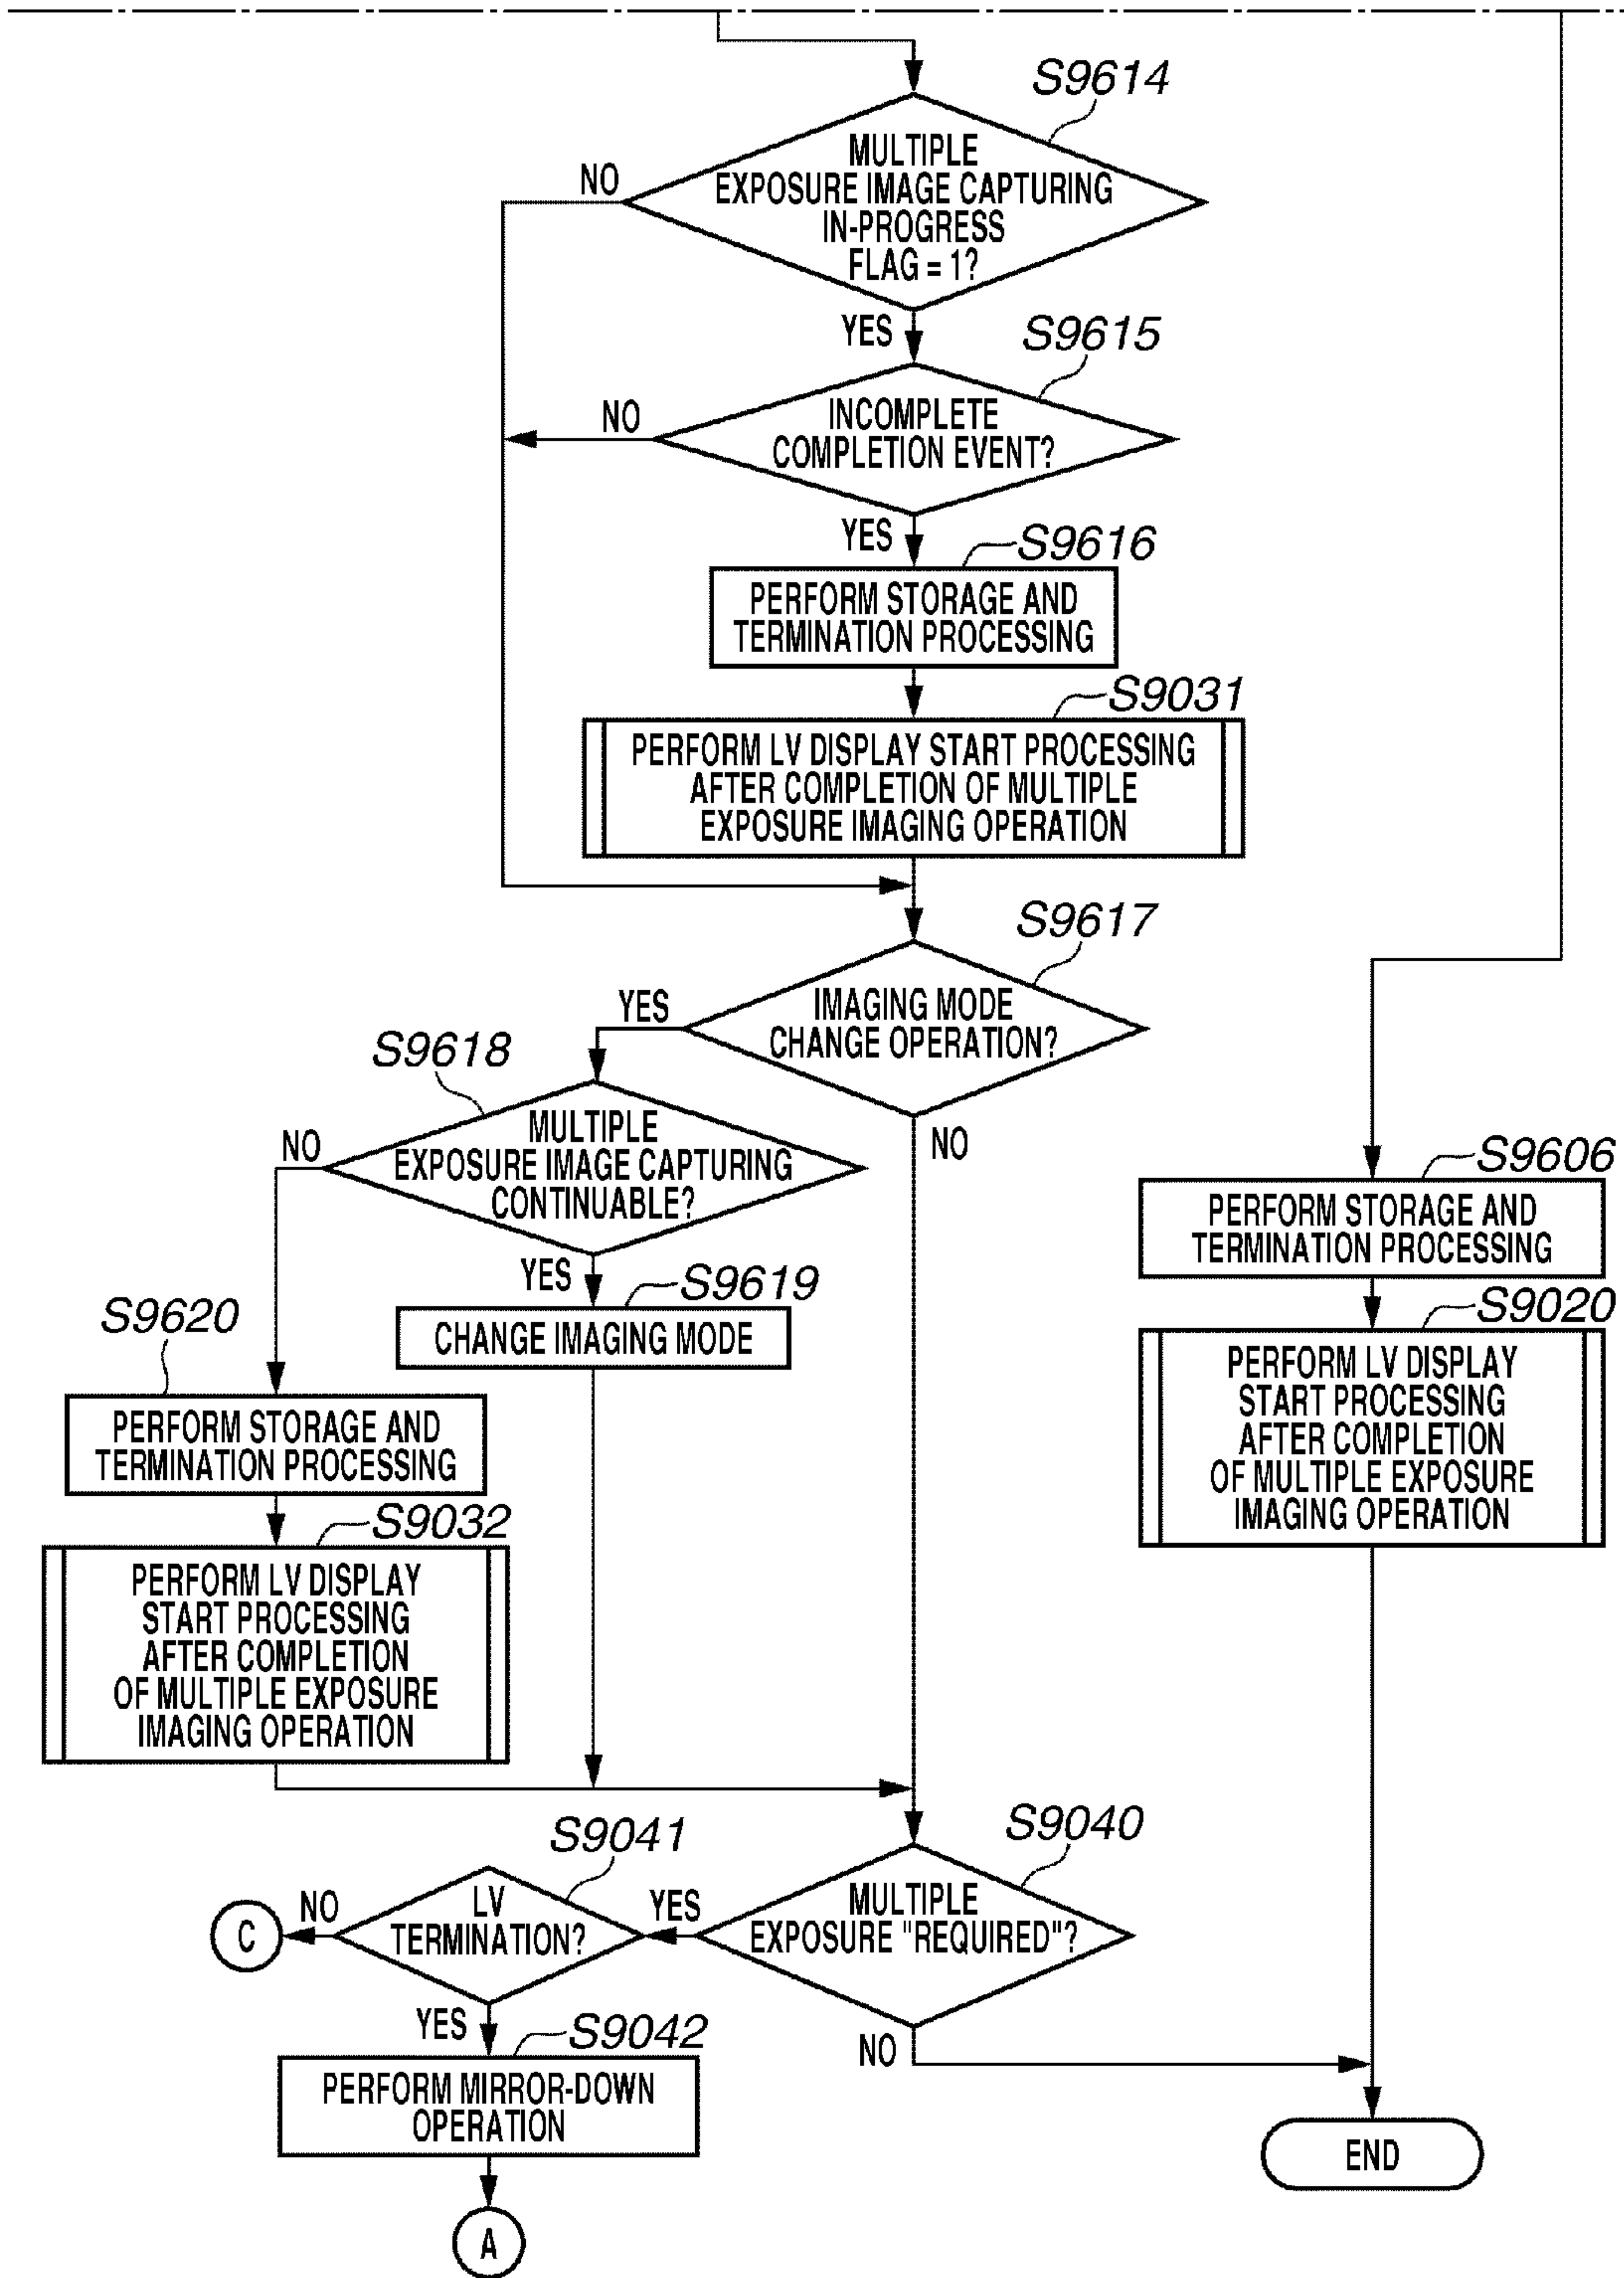 S9614
MULTIPLE
EXPOSURE IMAGE CAPTURING
IN-PROGRESS
FLAG = 1?
NO
YES
S9615
INCOMPLETE
COMPLETION EVENT?
NO
YES
S9616
PERFORM STORAGE AND
TERMINATION PROCESSING
S9031
PERFORM LV DISPLAY START PROCESSING
AFTER COMPLETION OF MULTIPLE
EXPOSURE IMAGING OPERATION
S9617
IMAGING MODE
CHANGE OPERATION?
YES
NO
S9618
MULTIPLE
EXPOSURE IMAGE CAPTURING
CONTINUABLE?
NO
YES
S9619
CHANGE IMAGING MODE
S9620
PERFORM STORAGE AND
TERMINATION PROCESSING
S9032
PERFORM LV DISPLAY
START PROCESSING
AFTER COMPLETION
OF MULTIPLE EXPOSURE
IMAGING OPERATION
S9606
PERFORM STORAGE AND
TERMINATION PROCESSING
S9020
PERFORM LV DISPLAY
START PROCESSING
AFTER COMPLETION
OF MULTIPLE EXPOSURE
IMAGING OPERATION
S9040
MULTIPLE
EXPOSURE "REQUIRED"?
YES
NO
S9041
LV
TERMINATION?
NO
C
YES
S9042
PERFORM MIRROR-DOWN
OPERATION
A
END